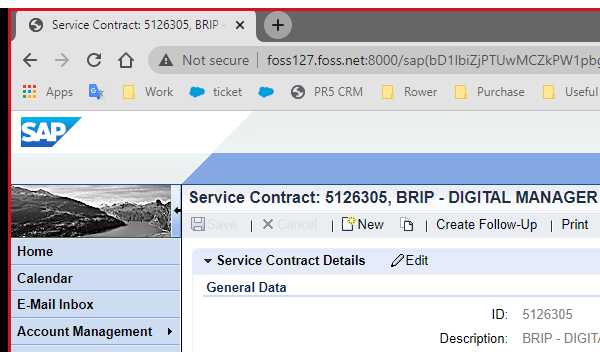 Service Contract: 5126305, BRIP -
Not secure | foss127.foss.net:8000/sap(bD1lbiZjPTUwMCZkPW1pbg
Apps Work ticket PR5 CRM Rower Purchase Useful
SAP
Service Contract: 5126305, BRIP - DIGITAL MANAGER
Save | Cancel | New | Create Follow-Up | Print
Home
Service Contract Details Edit
Calendar
General Data
E-Mail Inbox
ID: 5126305
Account Management
Description: BRIP - DIGITA